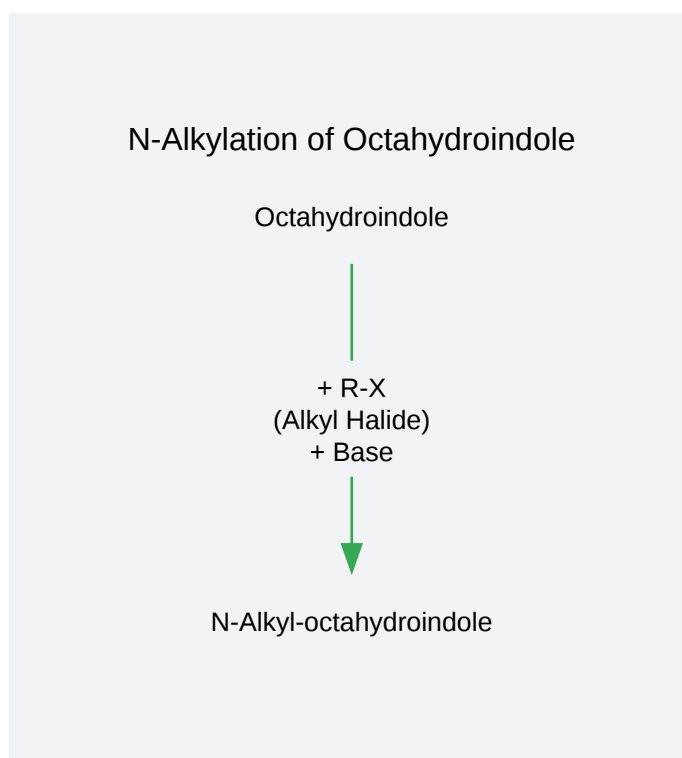 N-Alkylation of Octahydroindole
Octahydroindole
+ R-X
(Alkyl Halide)
+ Base
N-Alkyl-octahydroindole